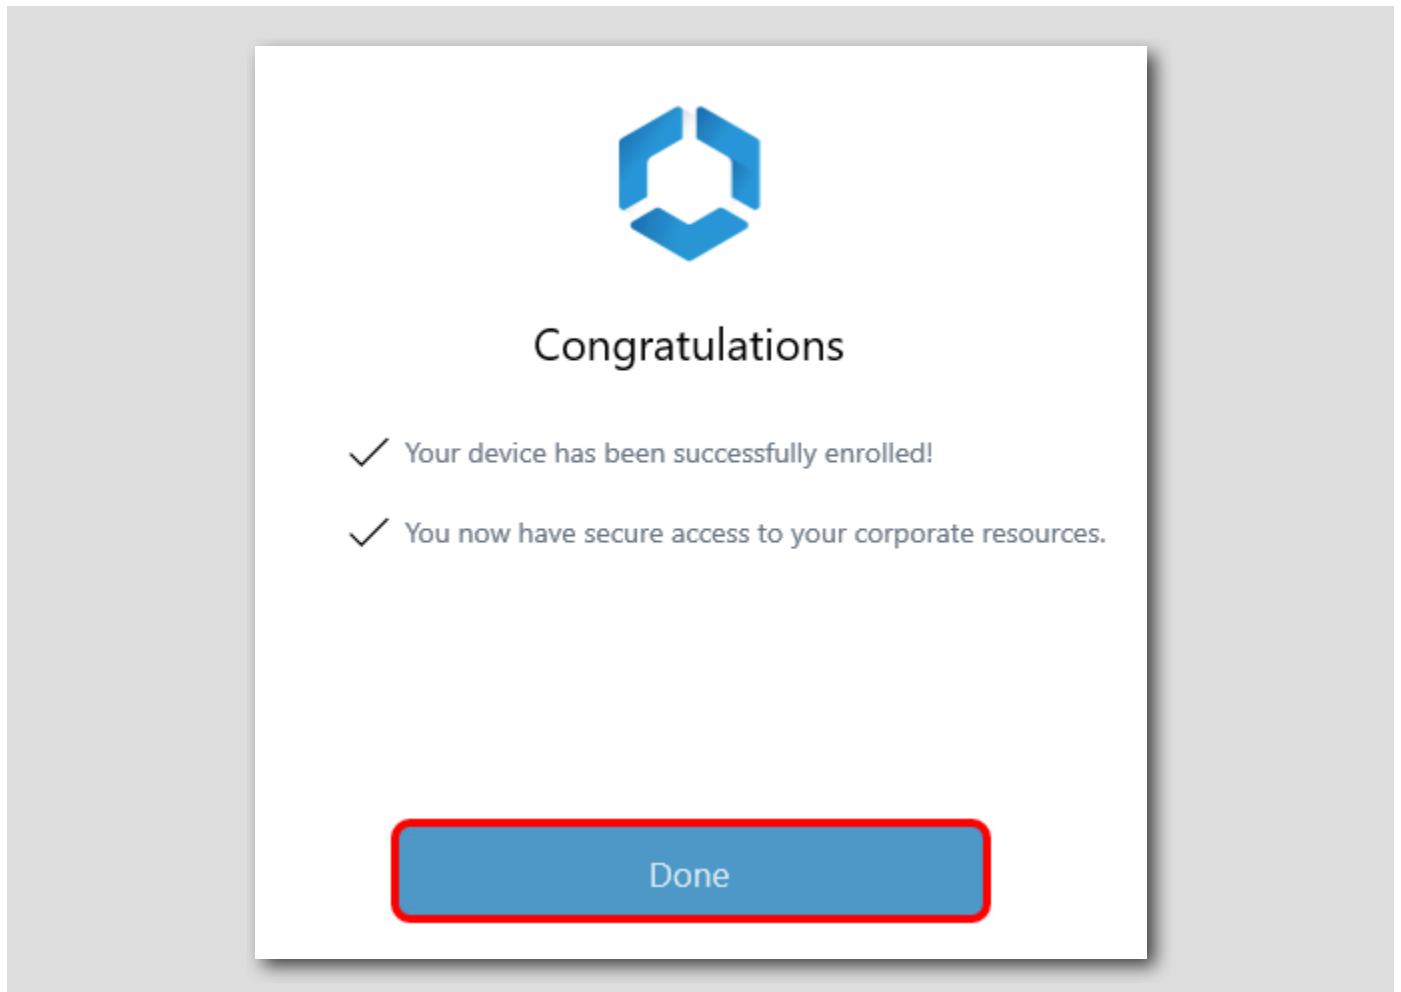 Congratulations
Your device has been successfully enrolled!
You now have secure access to your corporate resources.
Done